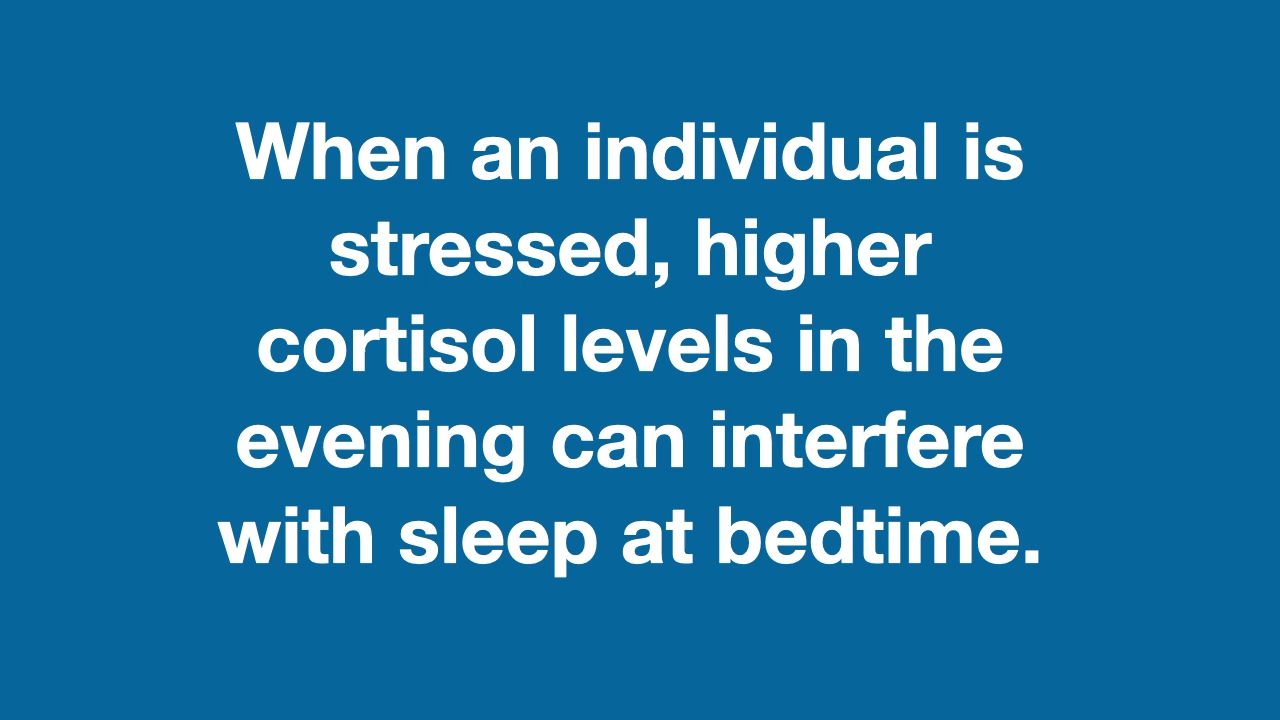 When an individual is
stressed, higher
cortisol levels in the
evening can interfere
with sleep at bedtime.